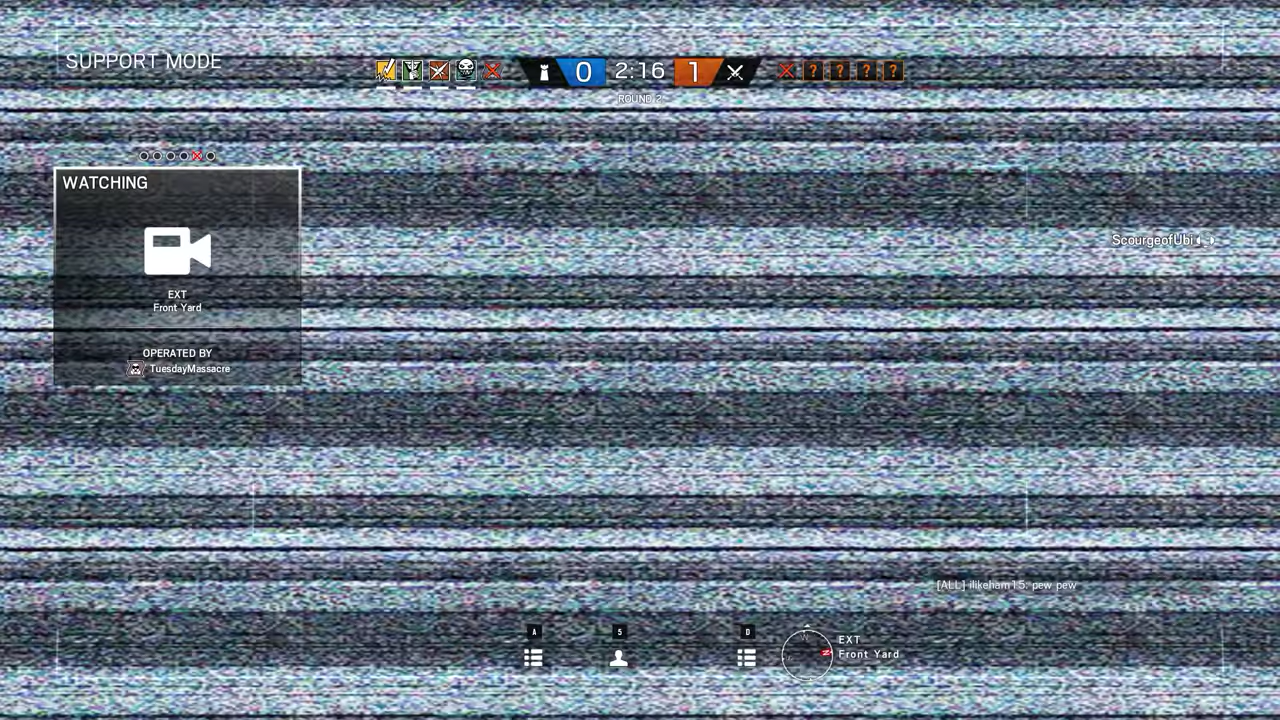 SUPPORT MODE
0 2:16 1
? ? ? ?
ROUND 2
WATCHING
EXT
Front Yard
OPERATED BY
TuesdayMassacre
ScourgeofUbi
[ALL] ilikeham15: pew pew
A S D
EXT
Front Yard